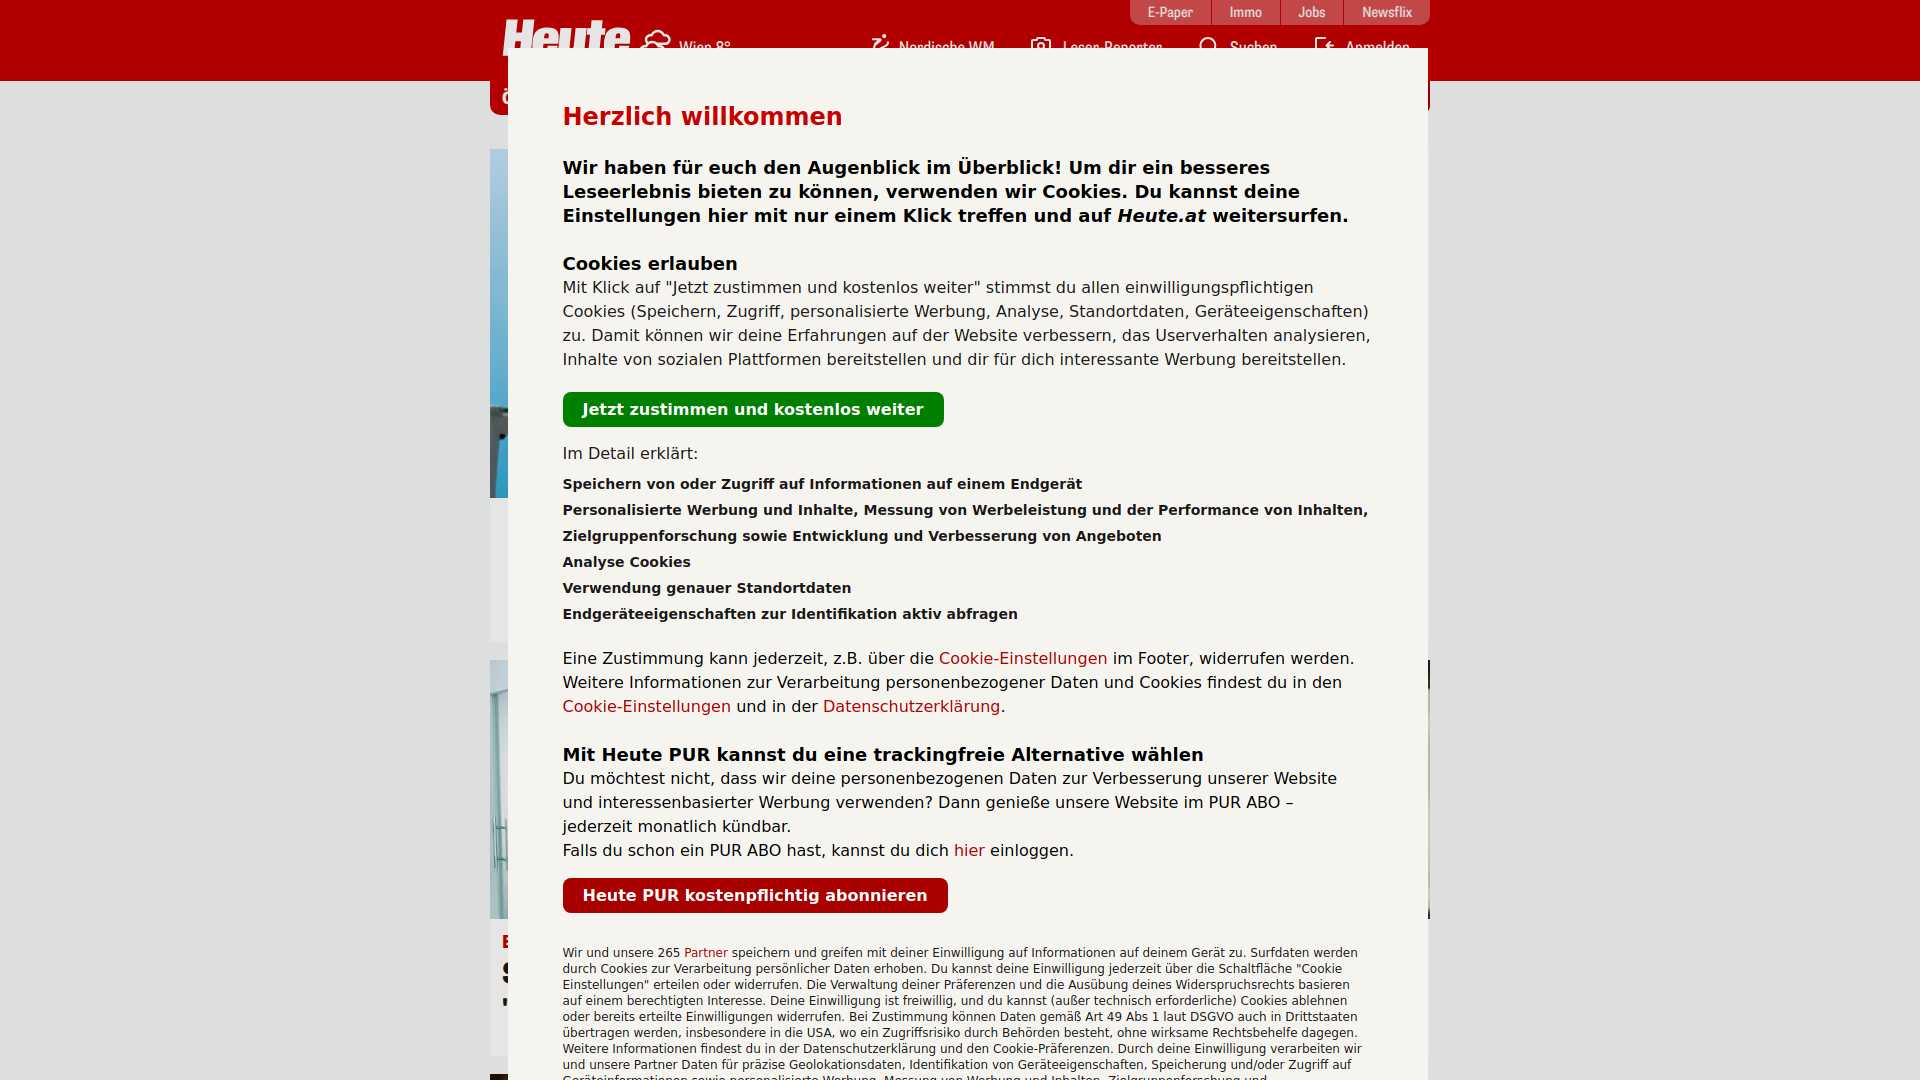 E-Paper Immo Jobs Newsflix
Heute Wien 8° Nordische WM Leser-Reporter Suchen Anmelden
Herzlich willkommen
Wir haben für euch den Augenblick im Überblick! Um dir ein besseres
Leseerlebnis bieten zu können, verwenden wir Cookies. Du kannst deine
Einstellungen hier mit nur einem Klick treffen und auf Heute.at weitersurfen.
Cookies erlauben
Mit Klick auf "Jetzt zustimmen und kostenlos weiter" stimmst du allen einwilligungspflichtigen
Cookies (Speichern, Zugriff, personalisierte Werbung, Analyse, Standortdaten, Geräteeigenschaften)
zu. Damit können wir deine Erfahrungen auf der Website verbessern, das Userverhalten analysieren,
Inhalte von sozialen Plattformen bereitstellen und dir für dich interessante Werbung bereitstellen.
Jetzt zustimmen und kostenlos weiter
Im Detail erklärt:
Speichern von oder Zugriff auf Informationen auf einem Endgerät
Personalisierte Werbung und Inhalte, Messung von Werbeleistung und der Performance von Inhalten,
Zielgruppenforschung sowie Entwicklung und Verbesserung von Angeboten
Analyse Cookies
Verwendung genauer Standortdaten
Endgeräteeigenschaften zur Identifikation aktiv abfragen
Eine Zustimmung kann jederzeit, z.B. über die Cookie-Einstellungen im Footer, widerrufen werden.
Weitere Informationen zur Verarbeitung personenbezogener Daten und Cookies findest du in den
Cookie-Einstellungen und in der Datenschutzerklärung.
Mit Heute PUR kannst du eine trackingfreie Alternative wählen
Du möchtest nicht, dass wir deine personenbezogenen Daten zur Verbesserung unserer Website
und interessenbasierter Werbung verwenden? Dann genieße unsere Website im PUR ABO –
jederzeit monatlich kündbar.
Falls du schon ein PUR ABO hast, kannst du dich hier einloggen.
Heute PUR kostenpflichtig abonnieren
Wir und unsere 265 Partner speichern und greifen mit deiner Einwilligung auf Informationen auf deinem Gerät zu. Surfdaten werden
durch Cookies zur Verarbeitung persönlicher Daten erhoben. Du kannst deine Einwilligung jederzeit über die Schaltfläche "Cookie
Einstellungen" erteilen oder widerrufen. Die Verwaltung deiner Präferenzen und die Ausübung deines Widerspruchsrechts basieren
auf einem berechtigten Interesse. Deine Einwilligung ist freiwillig, und du kannst (außer technisch erforderliche) Cookies ablehnen
oder bereits erteilte Einwilligungen widerrufen. Bei Zustimmung können Daten gemäß Art 49 Abs 1 laut DSGVO auch in Drittstaaten
übertragen werden, insbesondere in die USA, wo ein Zugriffsrisiko durch Behörden besteht, ohne wirksame Rechtsbehelfe dagegen.
Weitere Informationen findest du in der Datenschutzerklärung und den Cookie-Präferenzen. Durch deine Einwilligung verarbeiten wir
und unsere Partner Daten für präzise Geolokationsdaten, Identifikation von Geräteeigenschaften, Speicherung und/oder Zugriff auf
Geräteinformationen sowie personalisierte Werbung, Messung von Werbung und Inhalten, Zielgruppenforschung und